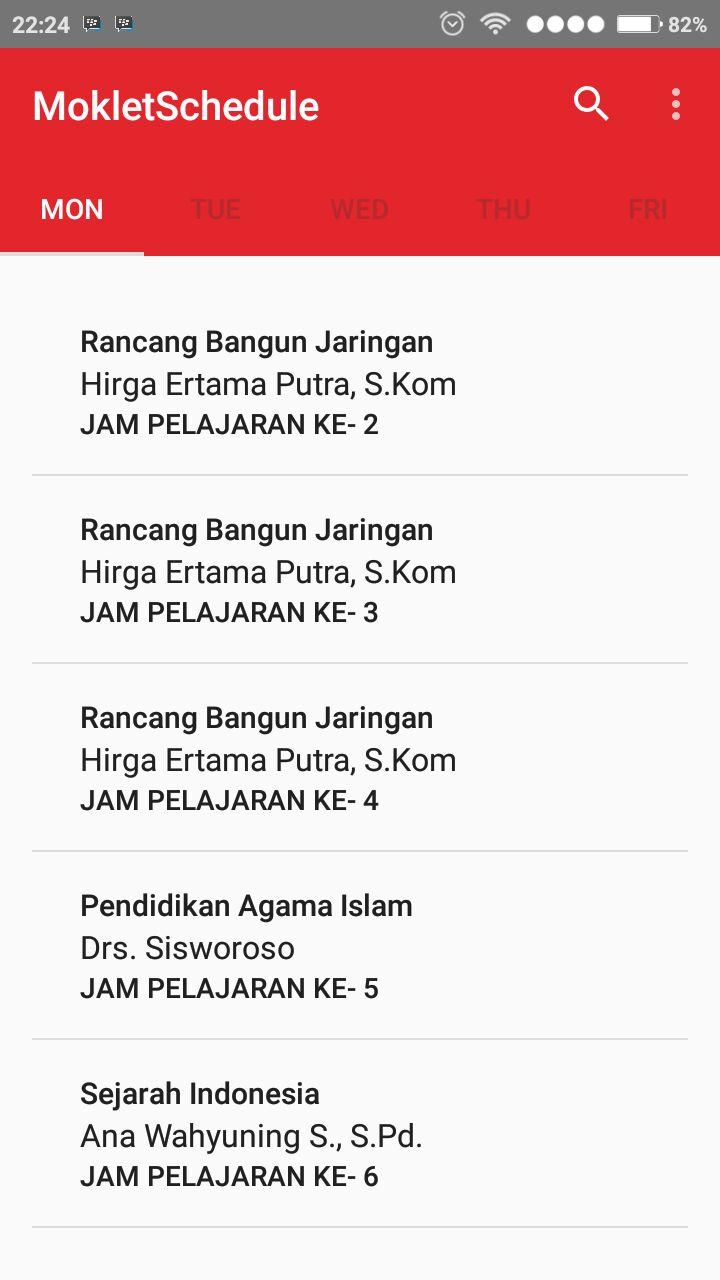 22:24 82%
MokletSchedule
MON TUE WED THU FRI
Rancang Bangun Jaringan
Hirga Ertama Putra, S.Kom
JAM PELAJARAN KE- 2
Rancang Bangun Jaringan
Hirga Ertama Putra, S.Kom
JAM PELAJARAN KE- 3
Rancang Bangun Jaringan
Hirga Ertama Putra, S.Kom
JAM PELAJARAN KE- 4
Pendidikan Agama Islam
Drs. Sisworoso
JAM PELAJARAN KE- 5
Sejarah Indonesia
Ana Wahyuning S., S.Pd.
JAM PELAJARAN KE- 6